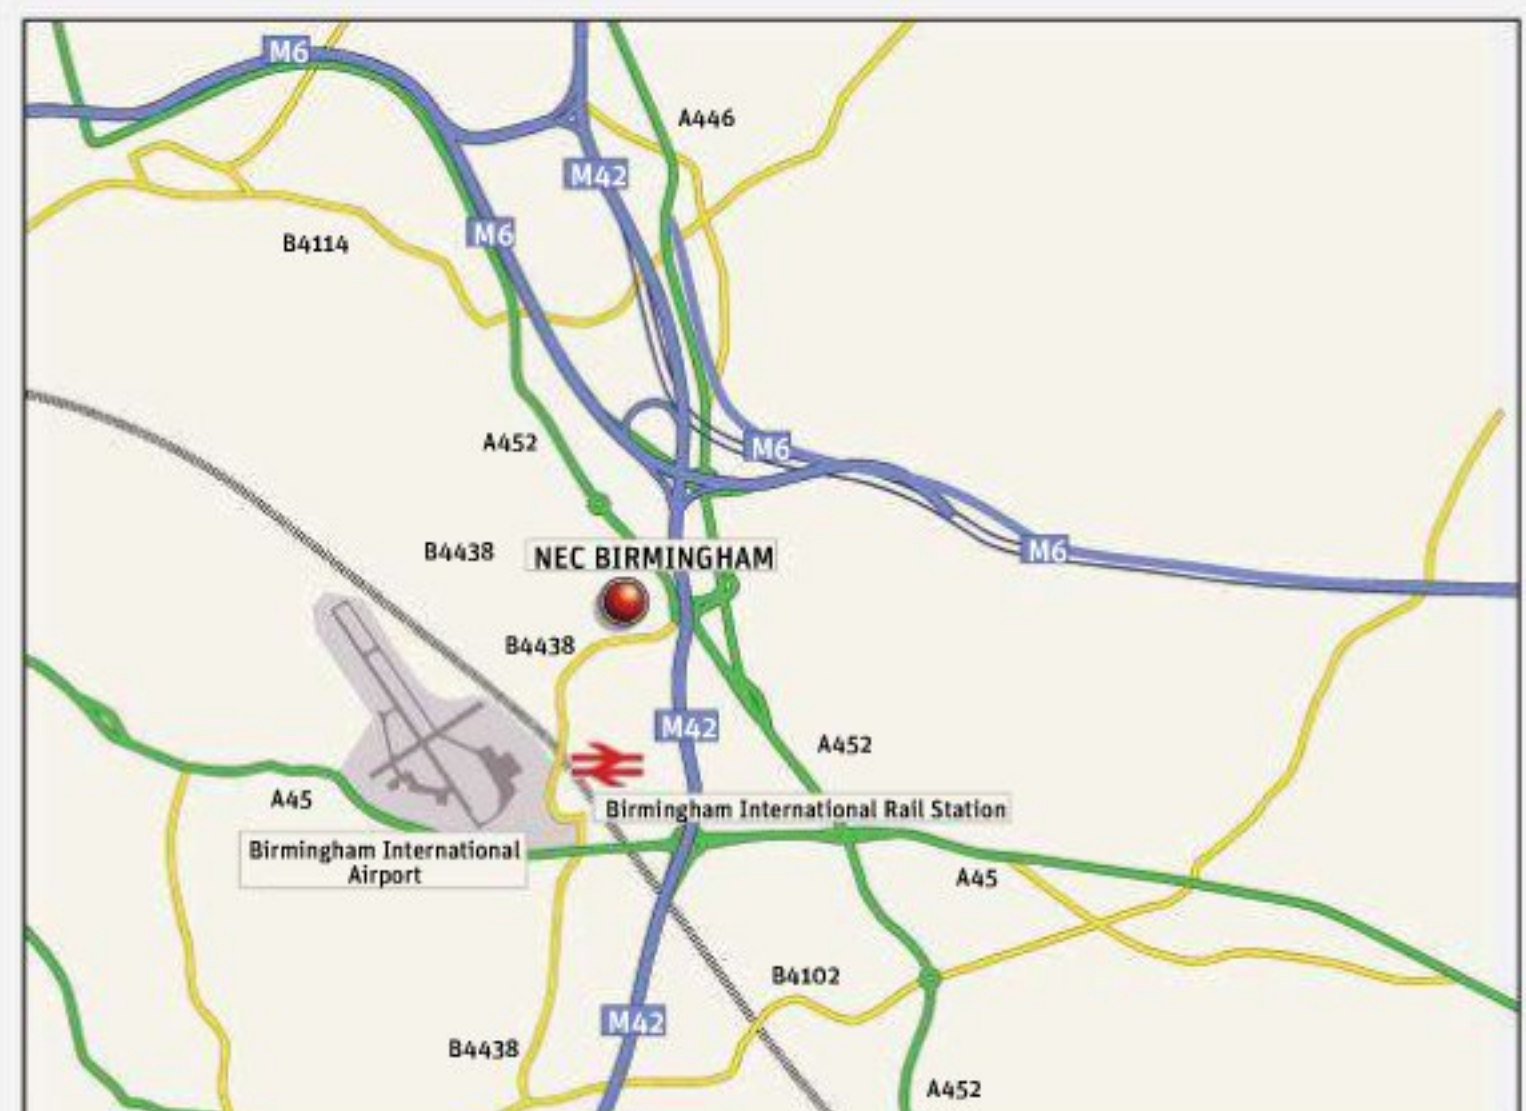 M6
A446
M42
M6
B4114
A452
M6
B4438
NEC BIRMINGHAM
M6
B4438
M42
A452
A45
Birmingham International Rail Station
Birmingham International
Airport
A45
B4102
M42
B4438
A452